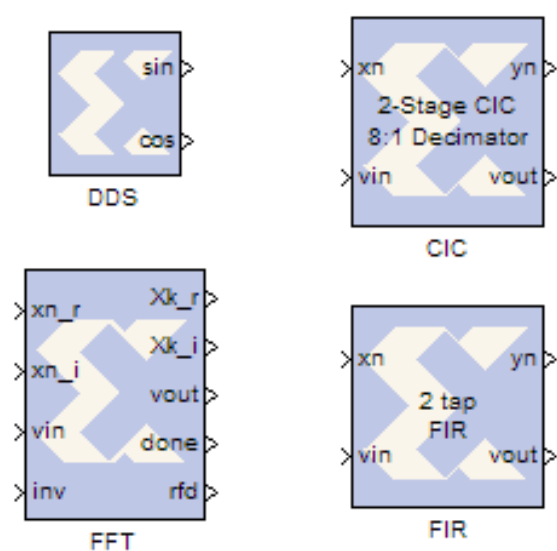 sin
cos
DDS
xn yn
2-Stage CIC
8:1 Decimator
vin vout
CIC
xn_r Xk_r
xn_i Xk_i
vin vout
done
inv rfd
FFT
xn yn
2 tap
FIR
vin vout
FIR